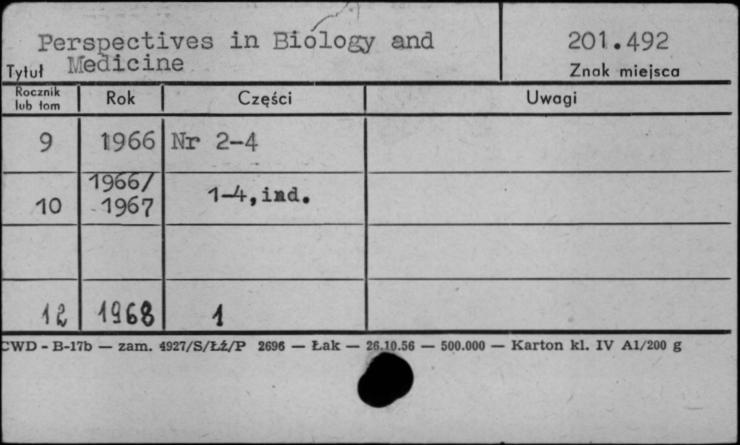 Perspectives in Biology and
Tytuł Medicine
201.492
Znak miejsca
Rocznik lub tom Rok Części Uwagi
9 1966 Nr 2-4
10 1966/1967 1-4, ind.
12 1968 1
CWD - B-17b — zam. 4927/S/Łź/P 2696 — Łak — 26.10.56 — 500.000 — Karton kl. IV A1/200 g